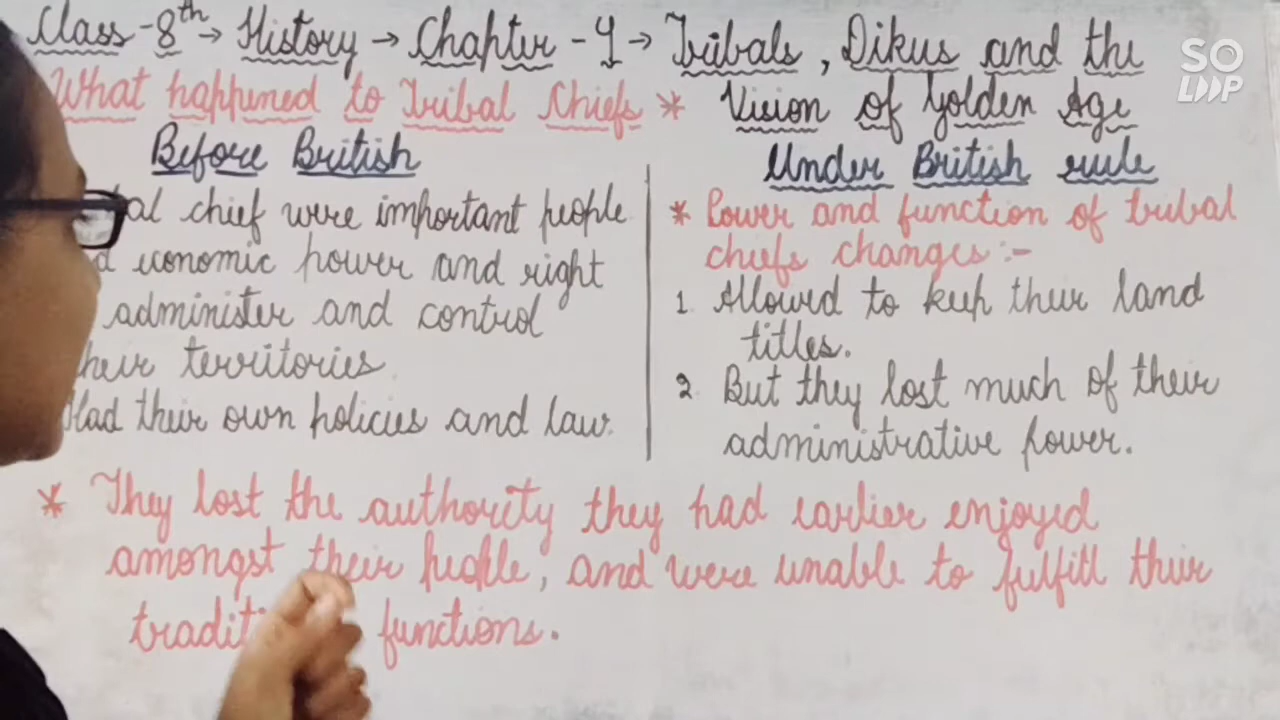 Class-8th → History → Chapter-4 → Tribals, Dikus and the
What happened to Tribal Chiefs * Vision of Golden Age
Before British
chief were important people
economic power and right
administer and control
their territories.
Had their own policies and law.
Under British rule
* Power and function of tribal
chiefs changes:-
1. Allowed to keep their land
titles.
2. But they lost much of their
administrative power.
* They lost the authority they had earlier enjoyed
amongst their people, and were unable to fulfill their
functions.
SOLOOP